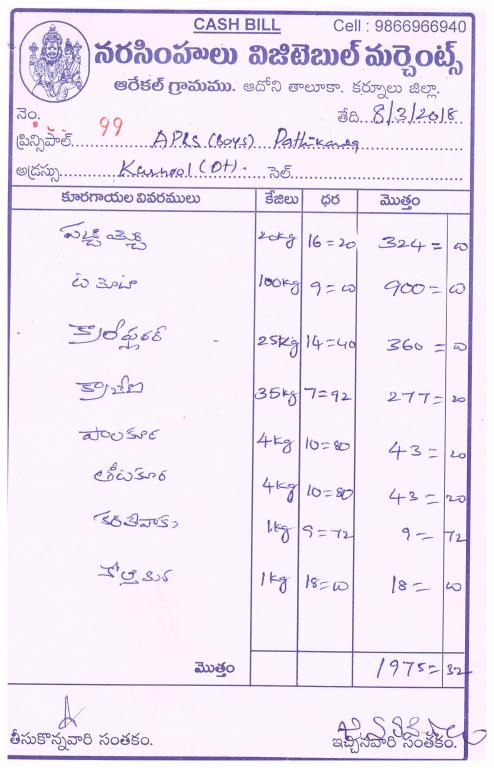 CASH BILL Cell : 9866966940
నరసింహులు విజిటెబుల్ మర్చెంట్స్
ఆరేకల్ గ్రామము. ఆదోని తాలూకా. కర్నూలు జిల్లా.
నెం. 99 తేది. 8/3/2018
ప్రిన్సిపాల్. APRS (Boys)
అడ్రస్సు Kurnool (Dt). సెల్.
కూరగాయల వివరములు కేజిలు ధర మొత్తం
పచ్చిమిర్చి 20kg 16=20 324=00
టమోటా 100kg 9=00 900=00
25kg 14=40 360=00
క్యాబేజి 35kg 7=92 277=20
పాలకూర 4kg 10=80 43=20
తోటకూర 4kg 10=80 43=20
కరివేపాకు 1kg 9=72 9=72
కొత్తిమీర 1kg 18=00 18=00
మొత్తం 1975=32
తీసుకొన్నవారి సంతకం. ఇచ్చినవారి సంతకం.